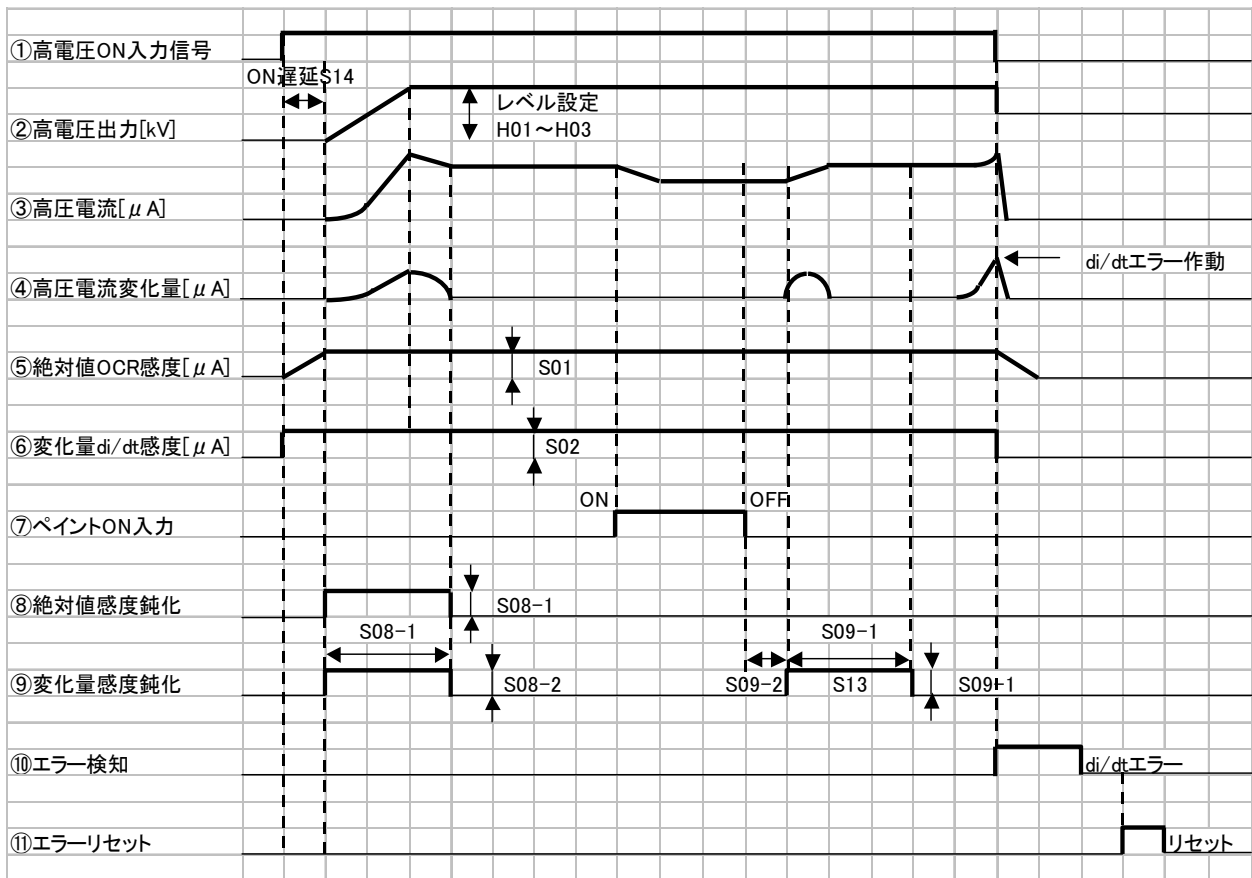 ①高電圧ON入力信号
ON遅延S14
レベル設定
②高電圧出力[kV]
H01～H03
③高圧電流[μA]
di/dtエラー作動
④高圧電流変化量[μA]
⑤絶対値OCR感度[μA]
S01
⑥変化量di/dt感度[μA]
S02
ON
OFF
⑦ペイントON入力
⑧絶対値感度鈍化
S08-1
S08-1
S09-1
⑨変化量感度鈍化
S08-2
S09-2
S13
S09-1
⑩エラー検知
di/dtエラー
⑪エラーリセット
リセット